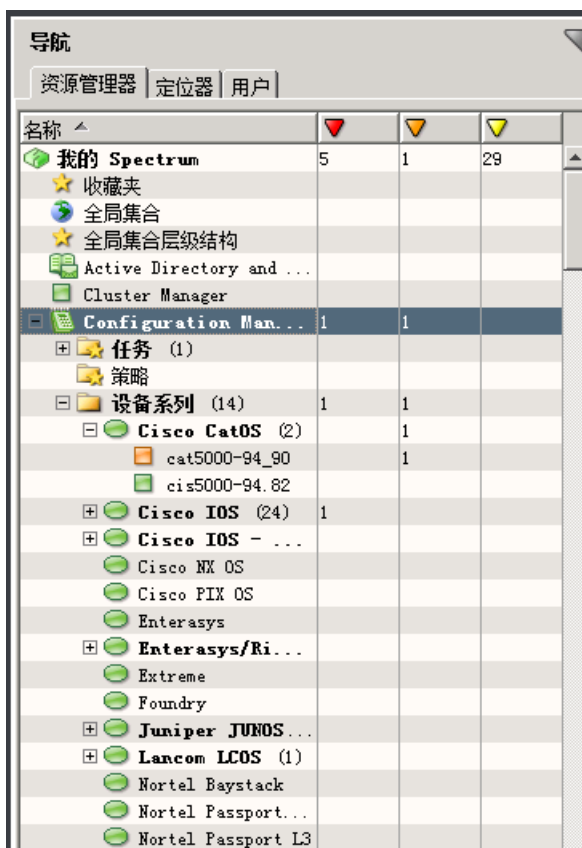 导航
资源管理器 定位器 用户
名称
我的 Spectrum 5 1 29
收藏夹
全局集合
全局集合层级结构
Active Directory and ...
Cluster Manager
Configuration Man... 1 1
任务 (1)
策略
设备系列 (14) 1 1
Cisco CatOS (2) 1
cat5000-94_90 1
cis5000-94.82
Cisco IOS (24) 1
Cisco IOS - ...
Cisco NX OS
Cisco PIX OS
Enterasys
Enterasys/Ri...
Extreme
Foundry
Juniper JUNOS...
Lancom LCOS (1)
Nortel Baystack
Nortel Passport...
Nortel Passport L3